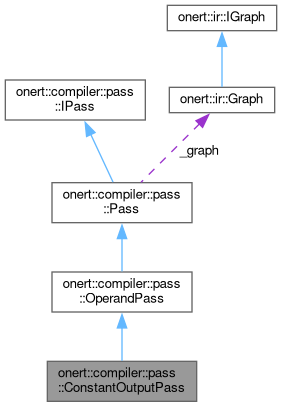 onert::ir::IGraph
onert::compiler::pass
::IPass
onert::ir::Graph
_graph
onert::compiler::pass
::Pass
onert::compiler::pass
::OperandPass
onert::compiler::pass
::ConstantOutputPass